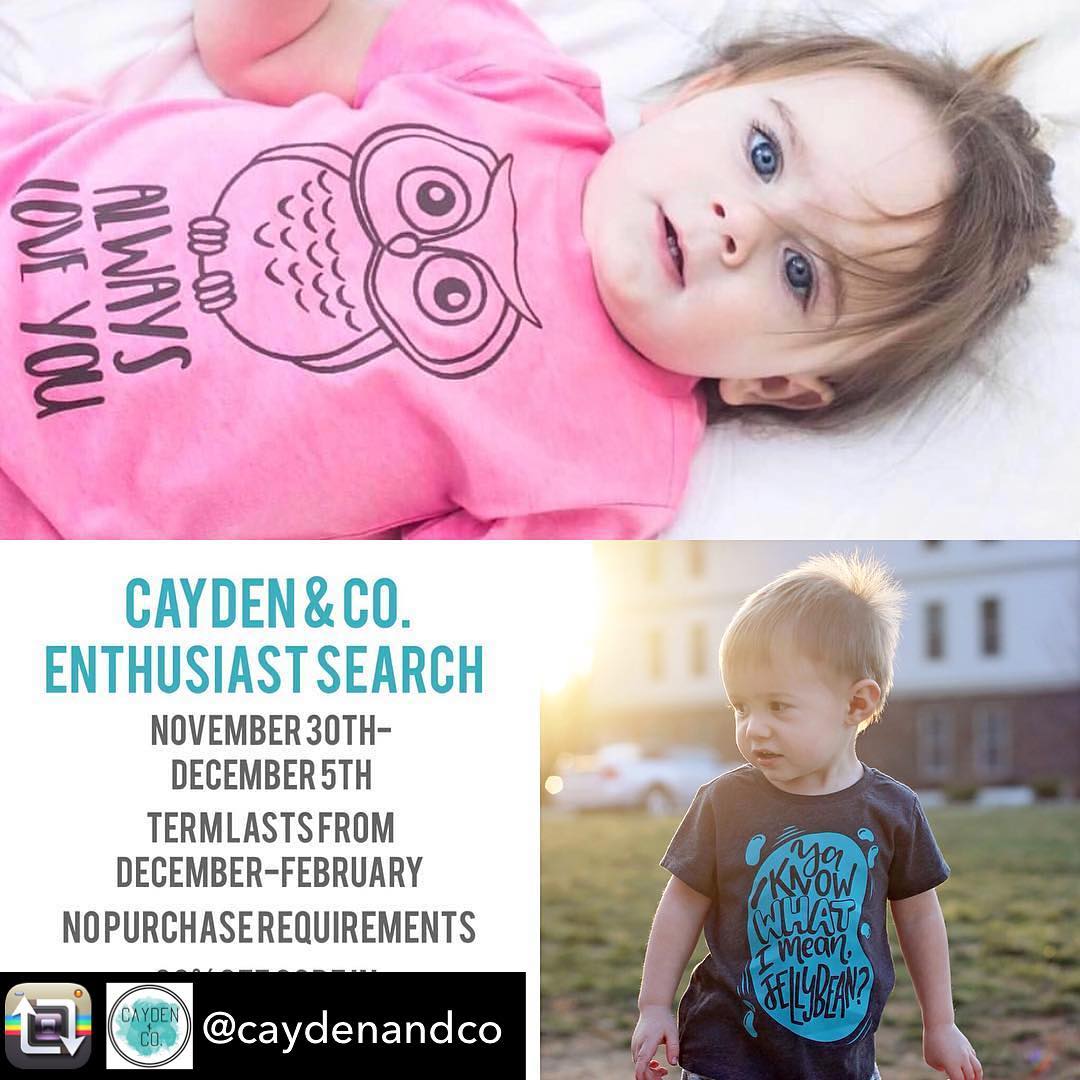 ALWAYS
LOVE YOU
CAYDEN & CO.
ENTHUSIAST SEARCH
NOVEMBER 30TH-
DECEMBER 5TH
TERM LASTS FROM
DECEMBER-FEBRUARY
NO PURCHASE REQUIREMENTS
Ya
KNOW
WHAT
I mean,
JELLYBEAN?
CAYDEN
& CO.
@caydenandco